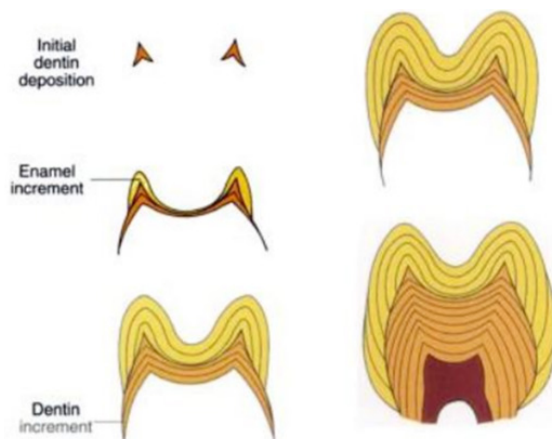 Initial
dentin
deposition
Enamel
increment
Dentin
increment